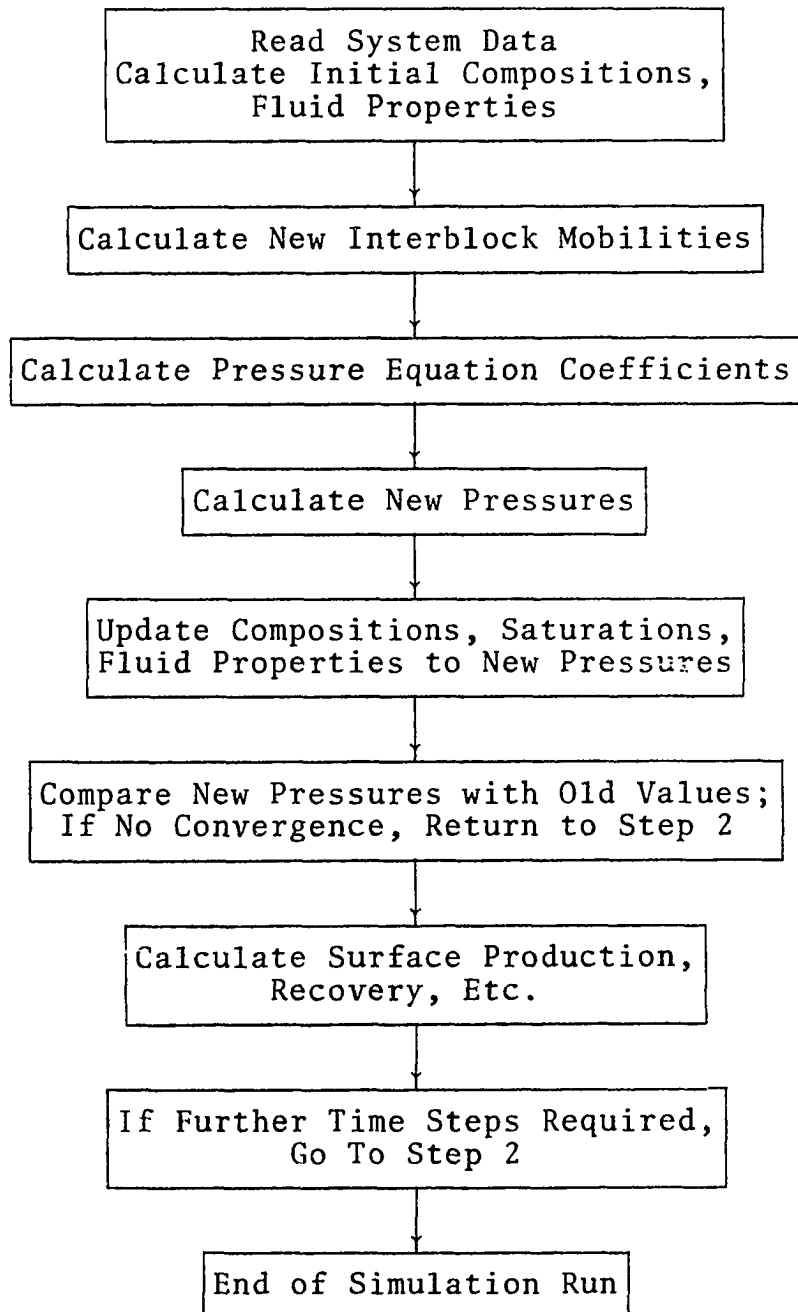 Read System Data
Calculate Initial Compositions,
Fluid Properties
Calculate New Interblock Mobilities
Calculate Pressure Equation Coefficients
Calculate New Pressures
Update Compositions, Saturations,
Fluid Properties to New Pressures
Compare New Pressures with Old Values;
If No Convergence, Return to Step 2
Calculate Surface Production,
Recovery, Etc.
If Further Time Steps Required,
Go To Step 2
End of Simulation Run